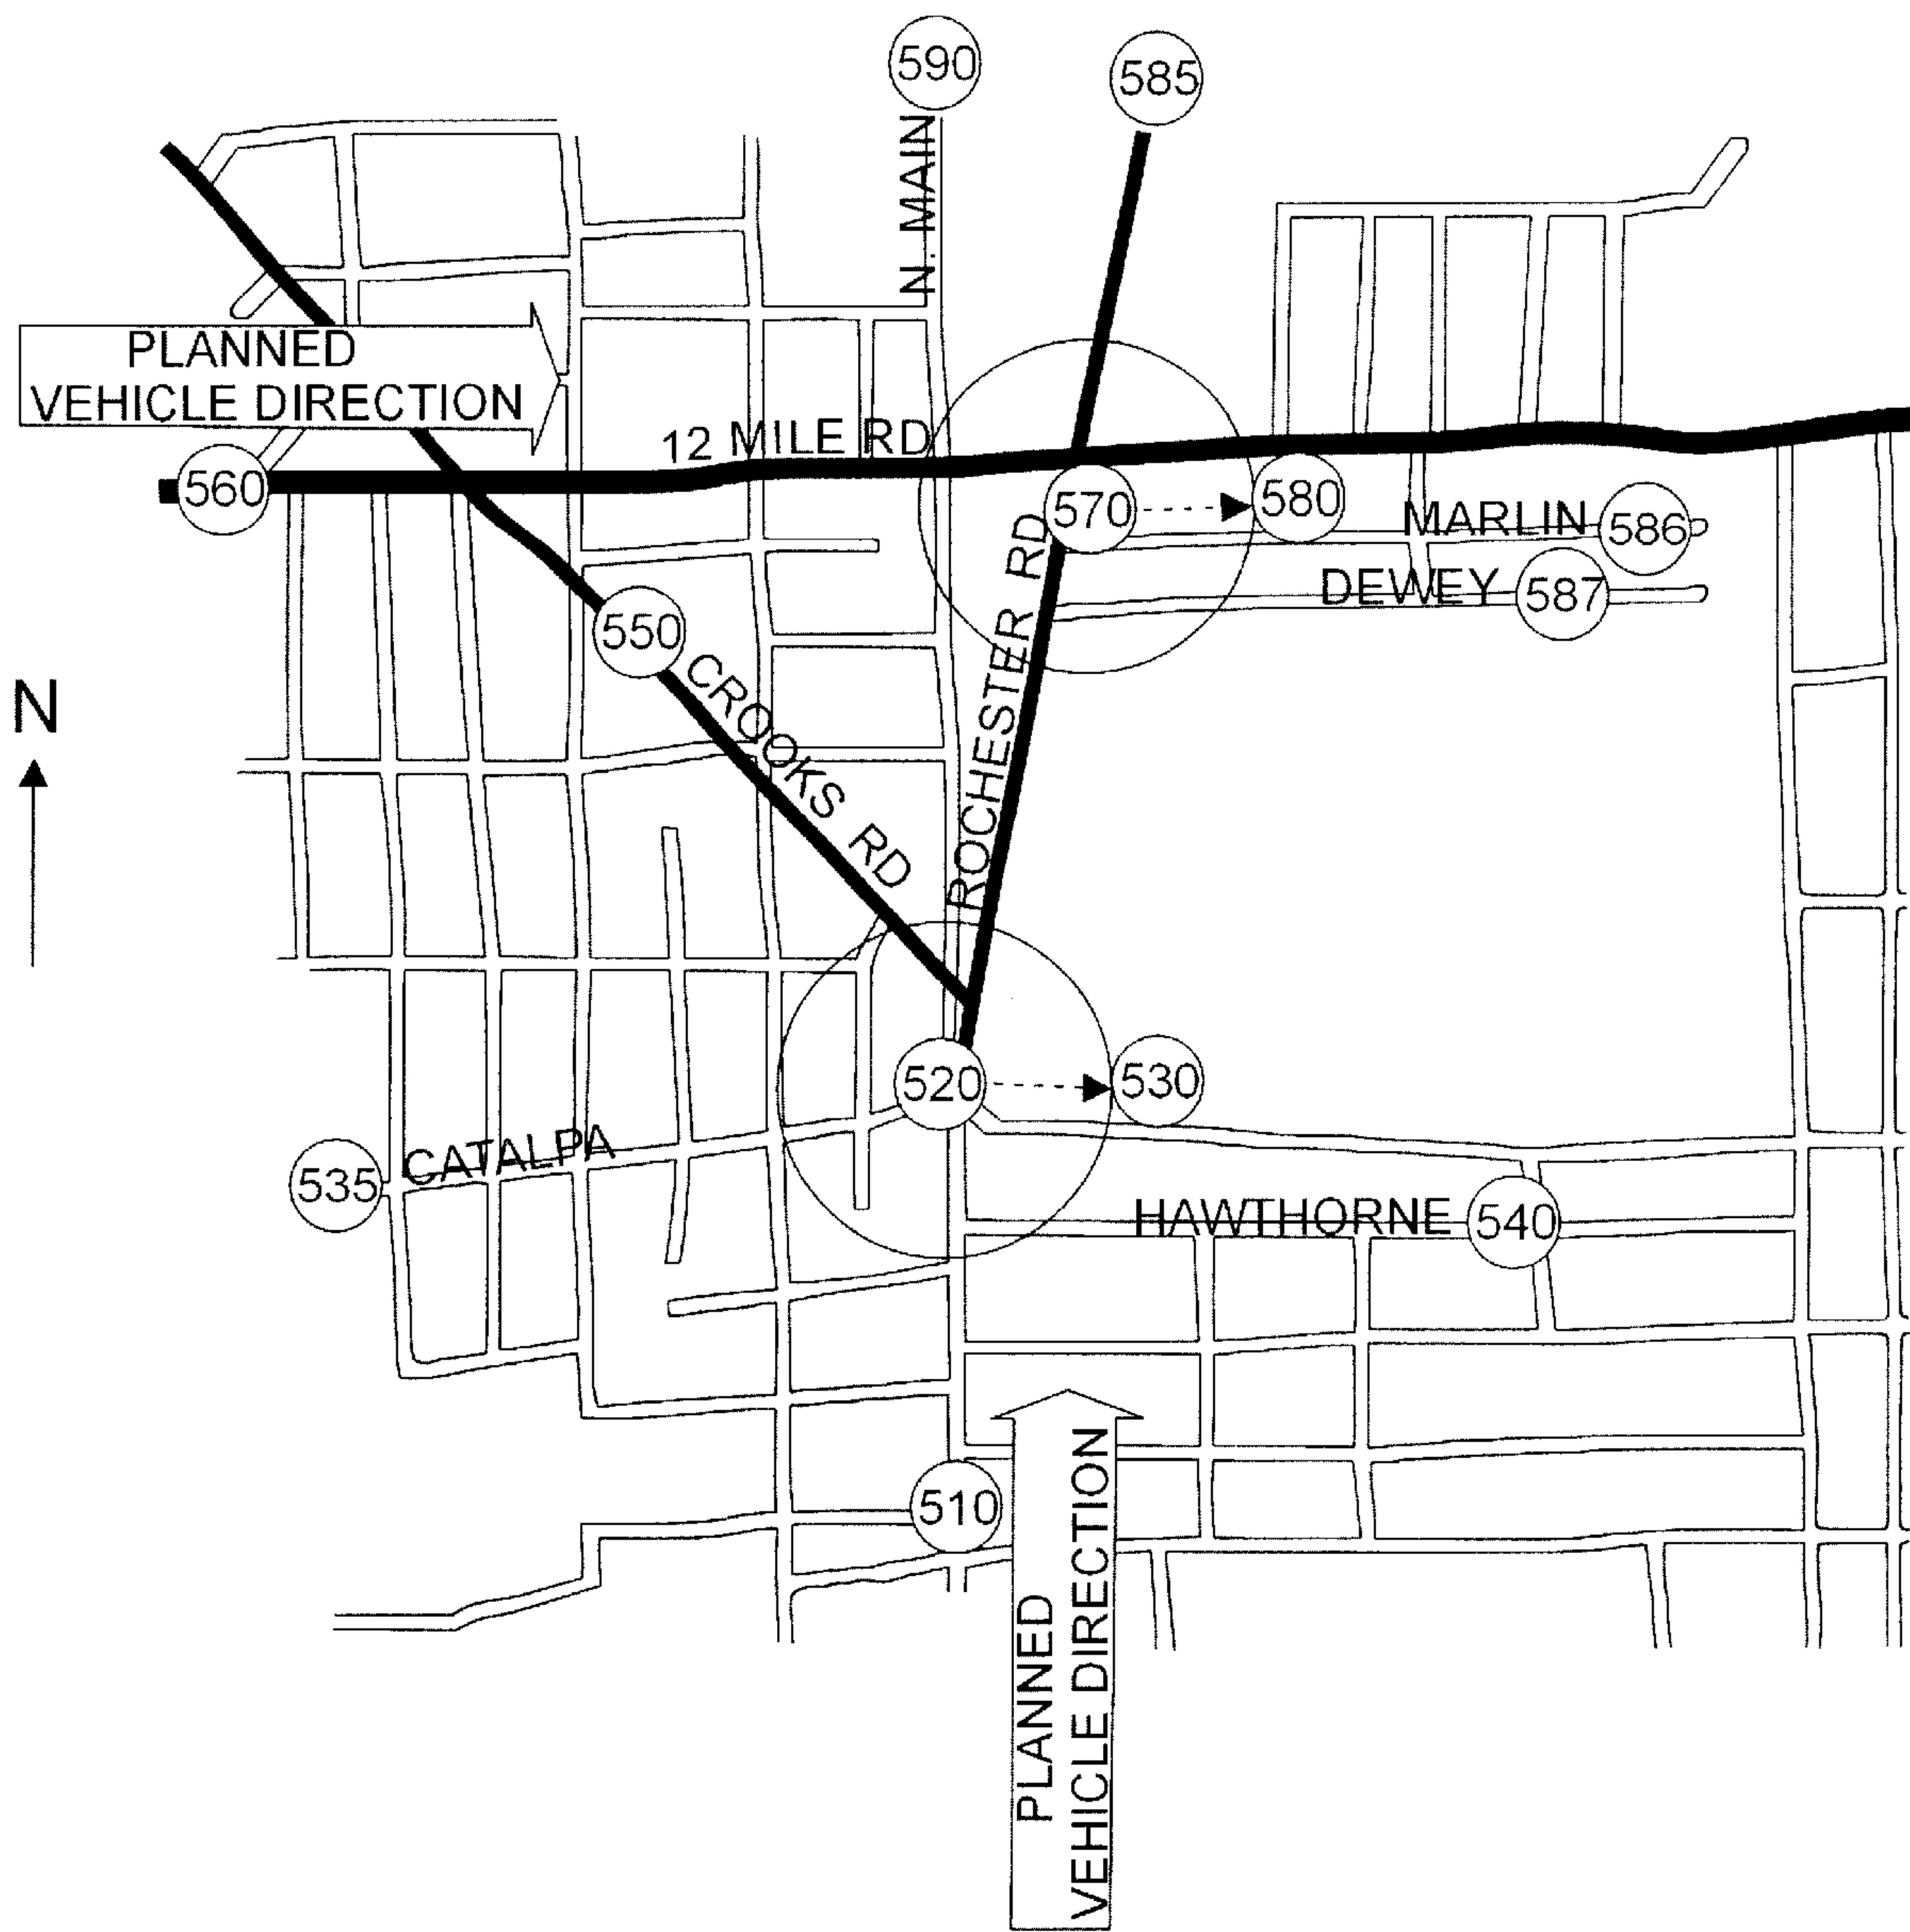 590
585
N. MAIN
PLANNED
VEHICLE DIRECTION
12 MILE RD
560
570
580
MARLIN
586
DEWEY
587
550
CROOKS RD
ROCHESTER RD
N
520
530
535
CATALPA
HAWTHORNE
540
510
PLANNED
VEHICLE DIRECTION